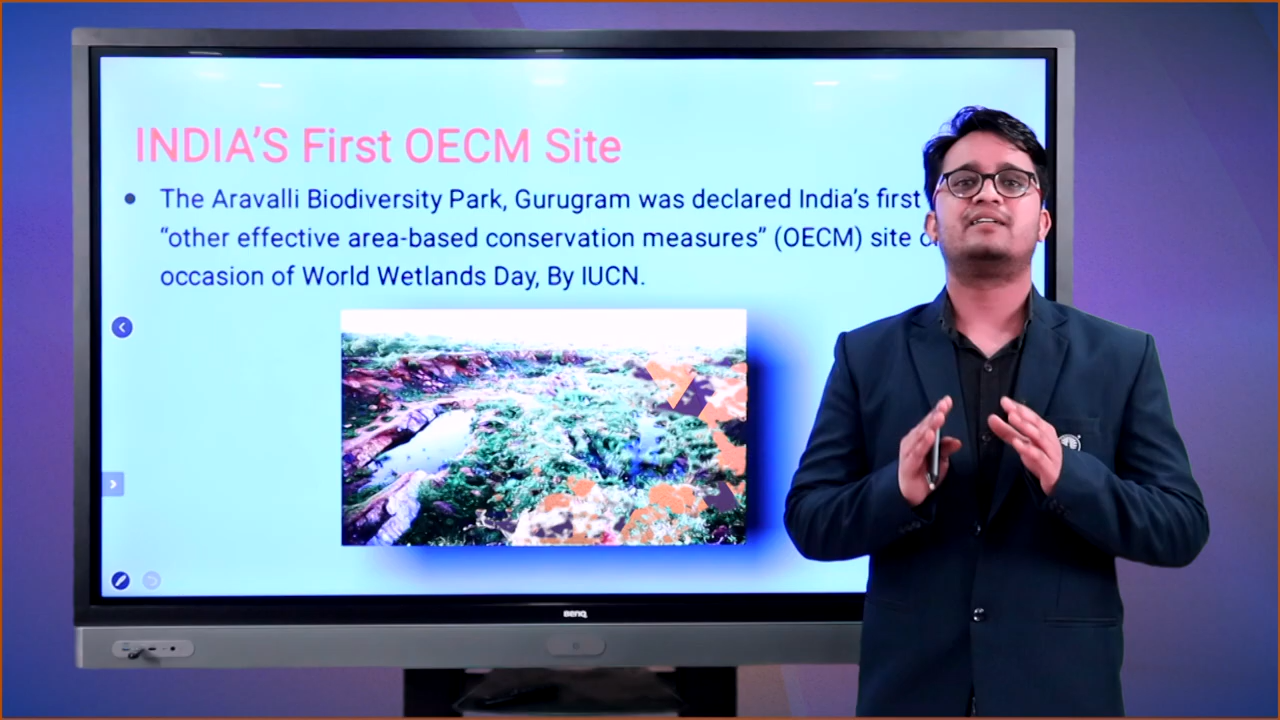 INDIA'S First OECM Site
• The Aravalli Biodiversity Park, Gurugram was declared India's first
“other effective area-based conservation measures” (OECM) site
occasion of World Wetlands Day, By IUCN.
BenQ